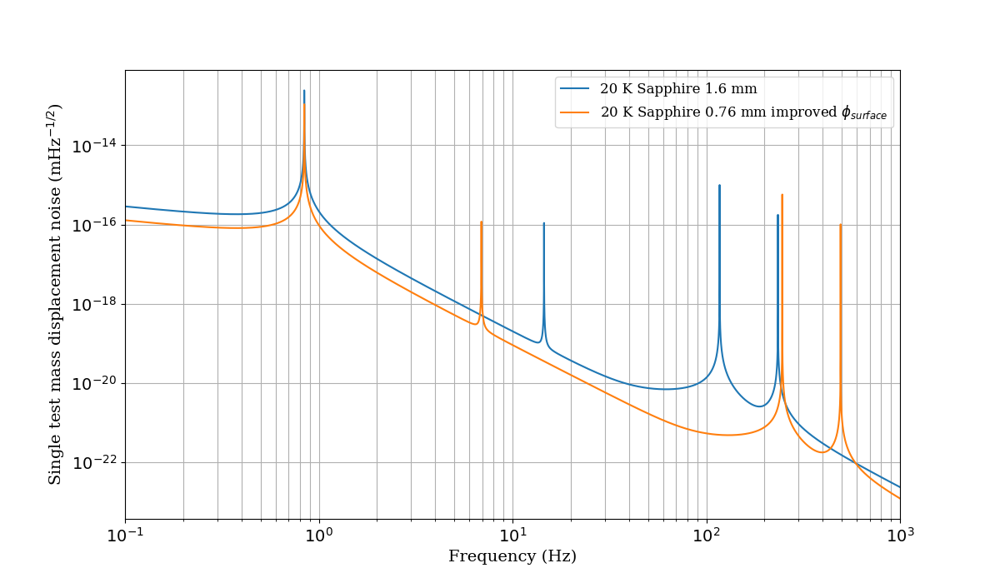 20 K Sapphire 1.6 mm
20 K Sapphire 0.76 mm improved $\phi_{surface}$
Single test mass displacement noise (mHz$^{-1/2}$)
10$^{-14}$
10$^{-16}$
10$^{-18}$
10$^{-20}$
10$^{-22}$
10$^{-1}$ 10$^{0}$ 10$^{1}$ 10$^{2}$ 10$^{3}$
Frequency (Hz)